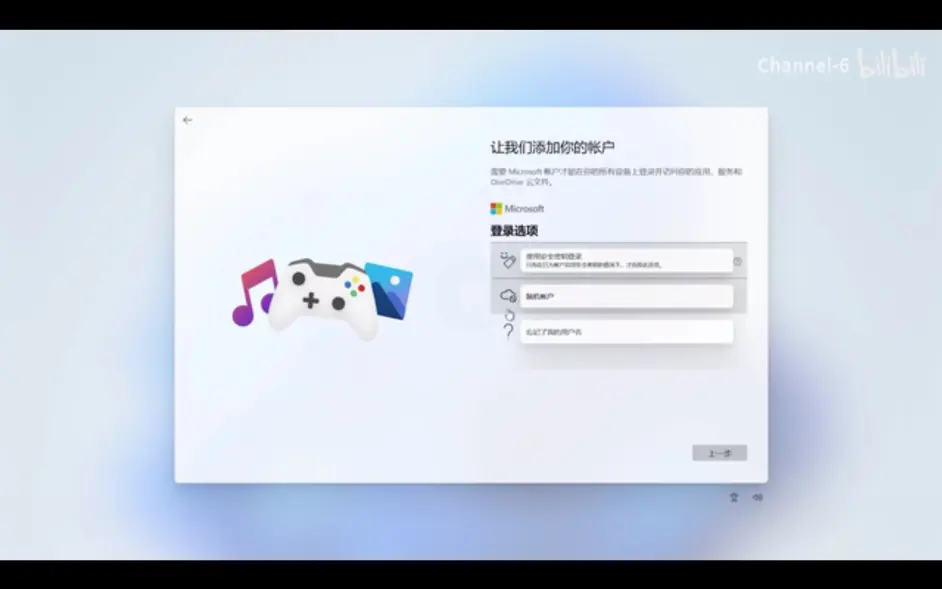 Channel-6 bilibili
让我们添加你的帐户
需要 Microsoft 帐户才能在你的所有设备上登录并访问你的应用、服务和
OneDrive 云文件。
Microsoft
登录选项
使用安全密钥登录
脱机帐户
忘记了我的用户名
上一步